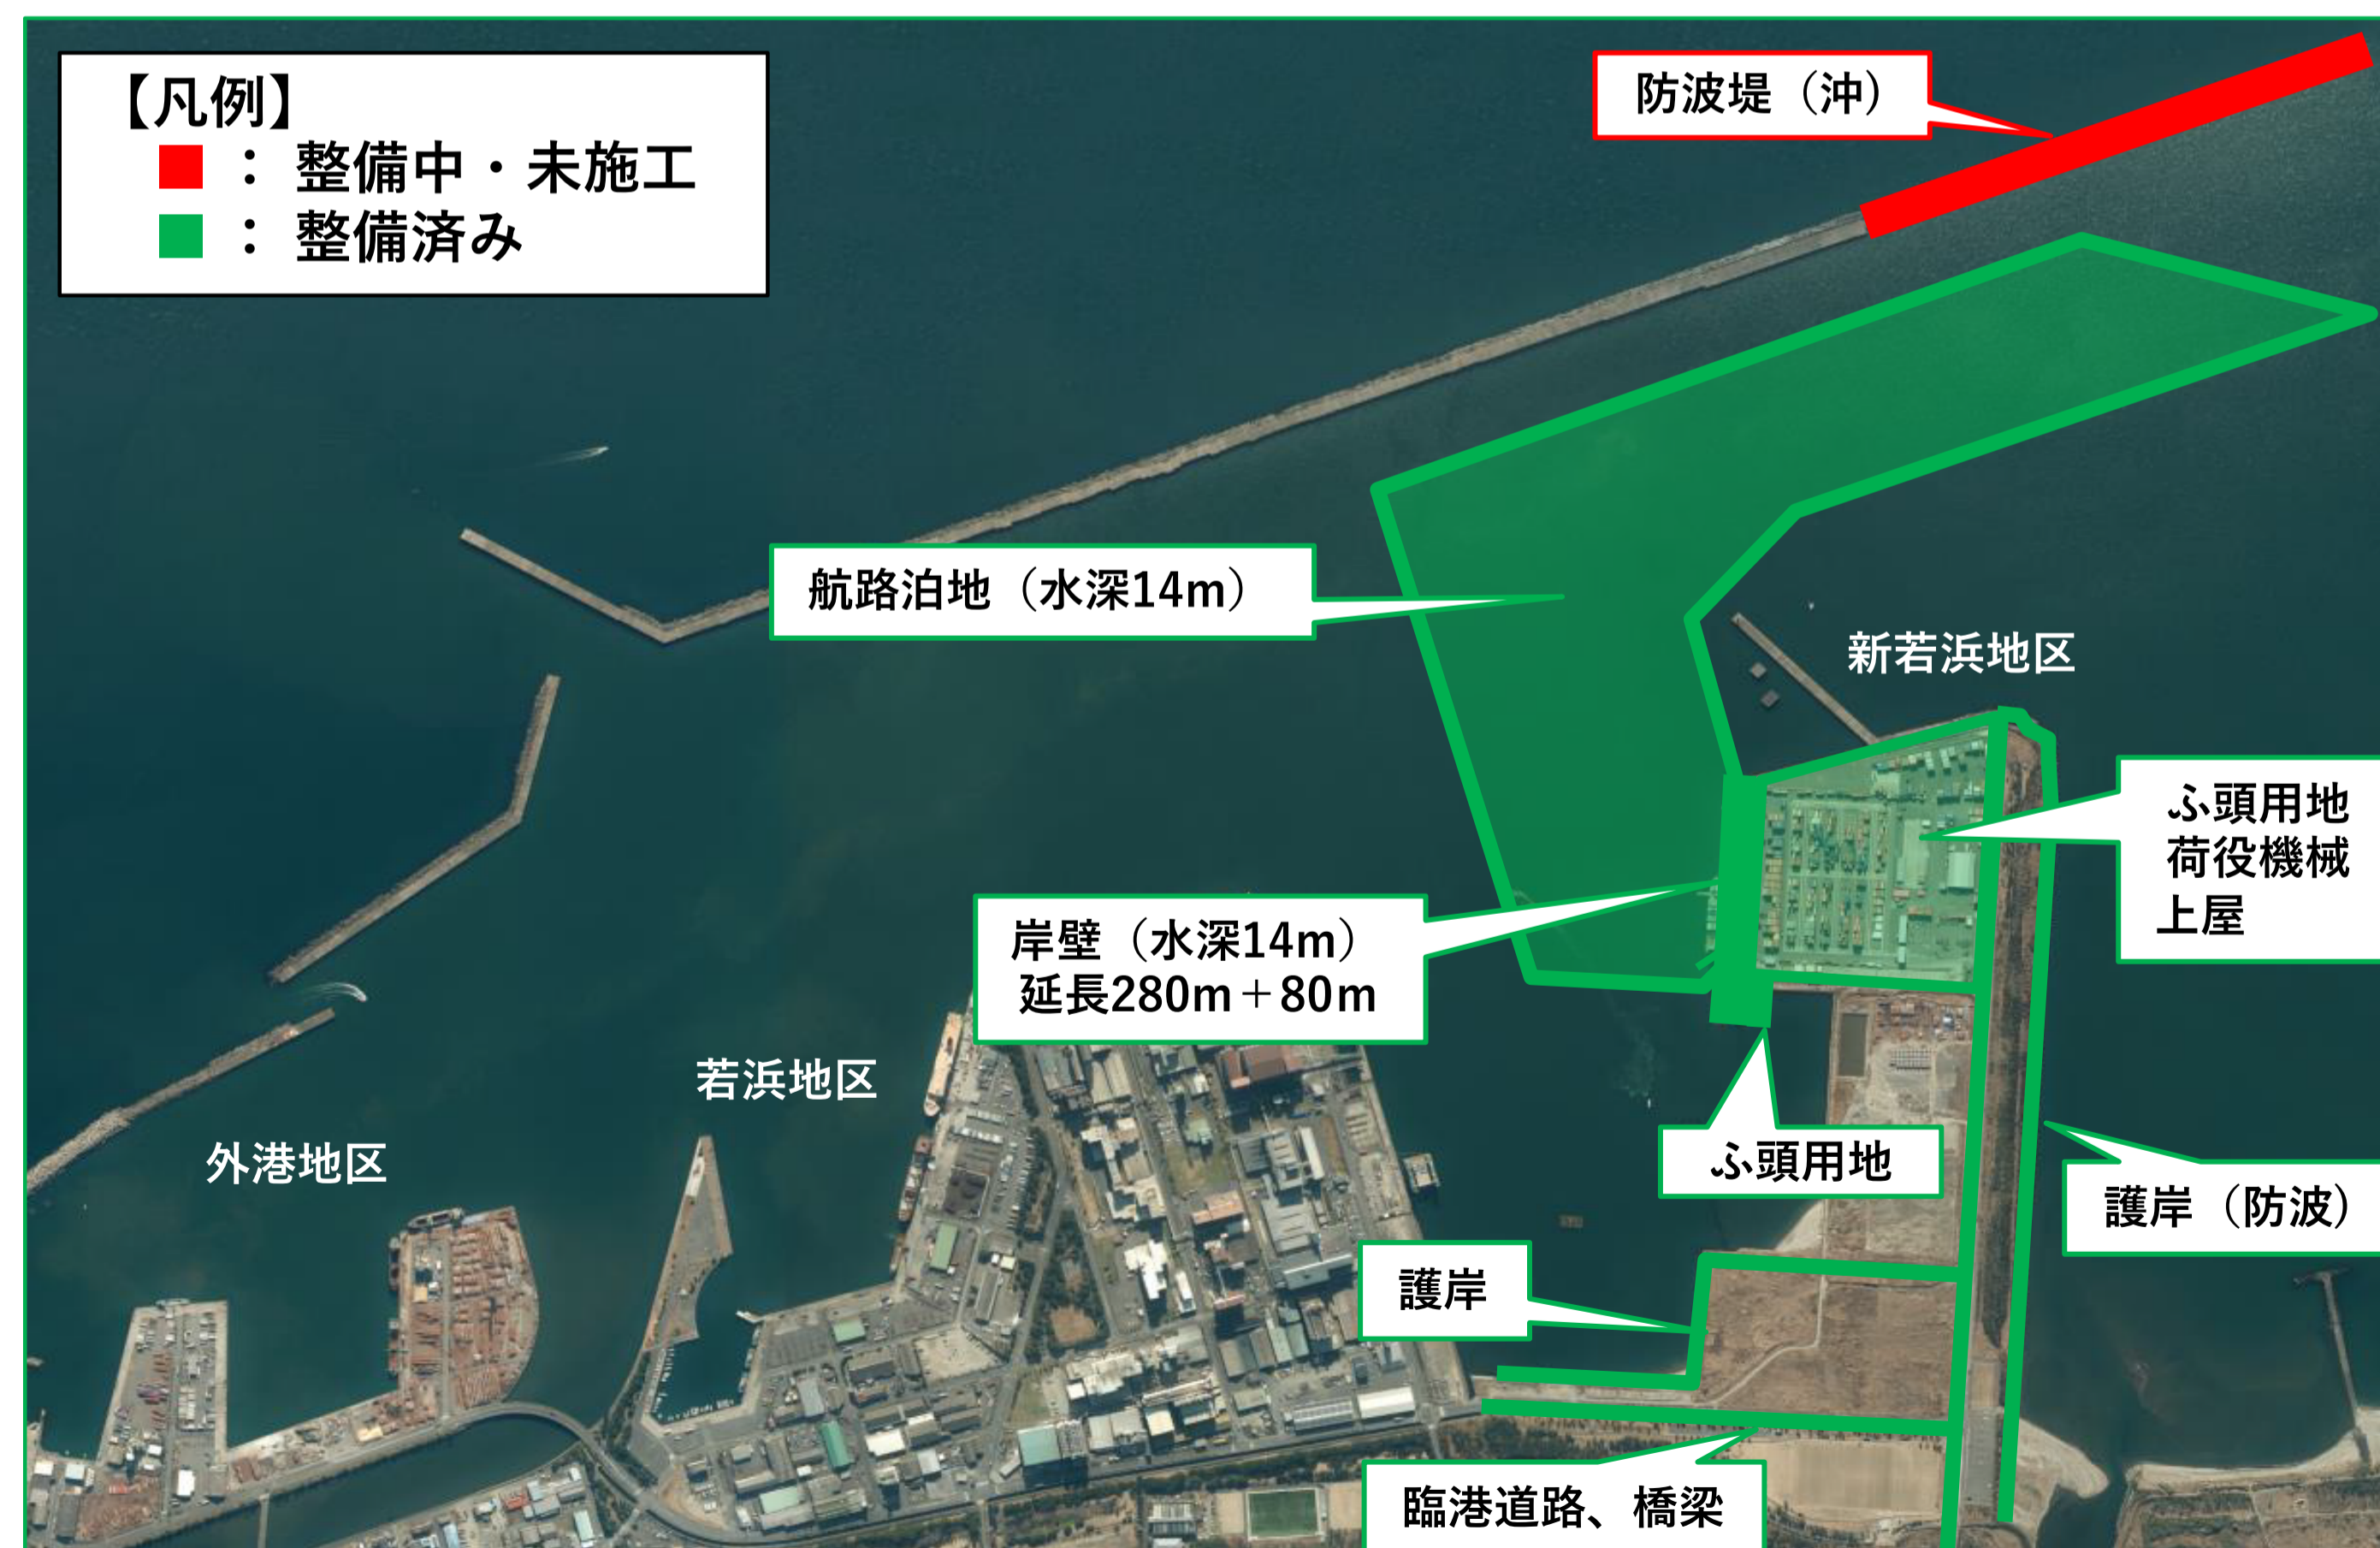 【凡例】
■ : 整備中・未施工
■ : 整備済み
防波堤(沖)
航路泊地(水深14m)
新若浜地区
ふ頭用地
荷役機械
上屋
岸壁(水深14m)
延長280m+80m
若浜地区
外港地区
ふ頭用地
護岸(防波)
護岸
臨港道路、橋梁